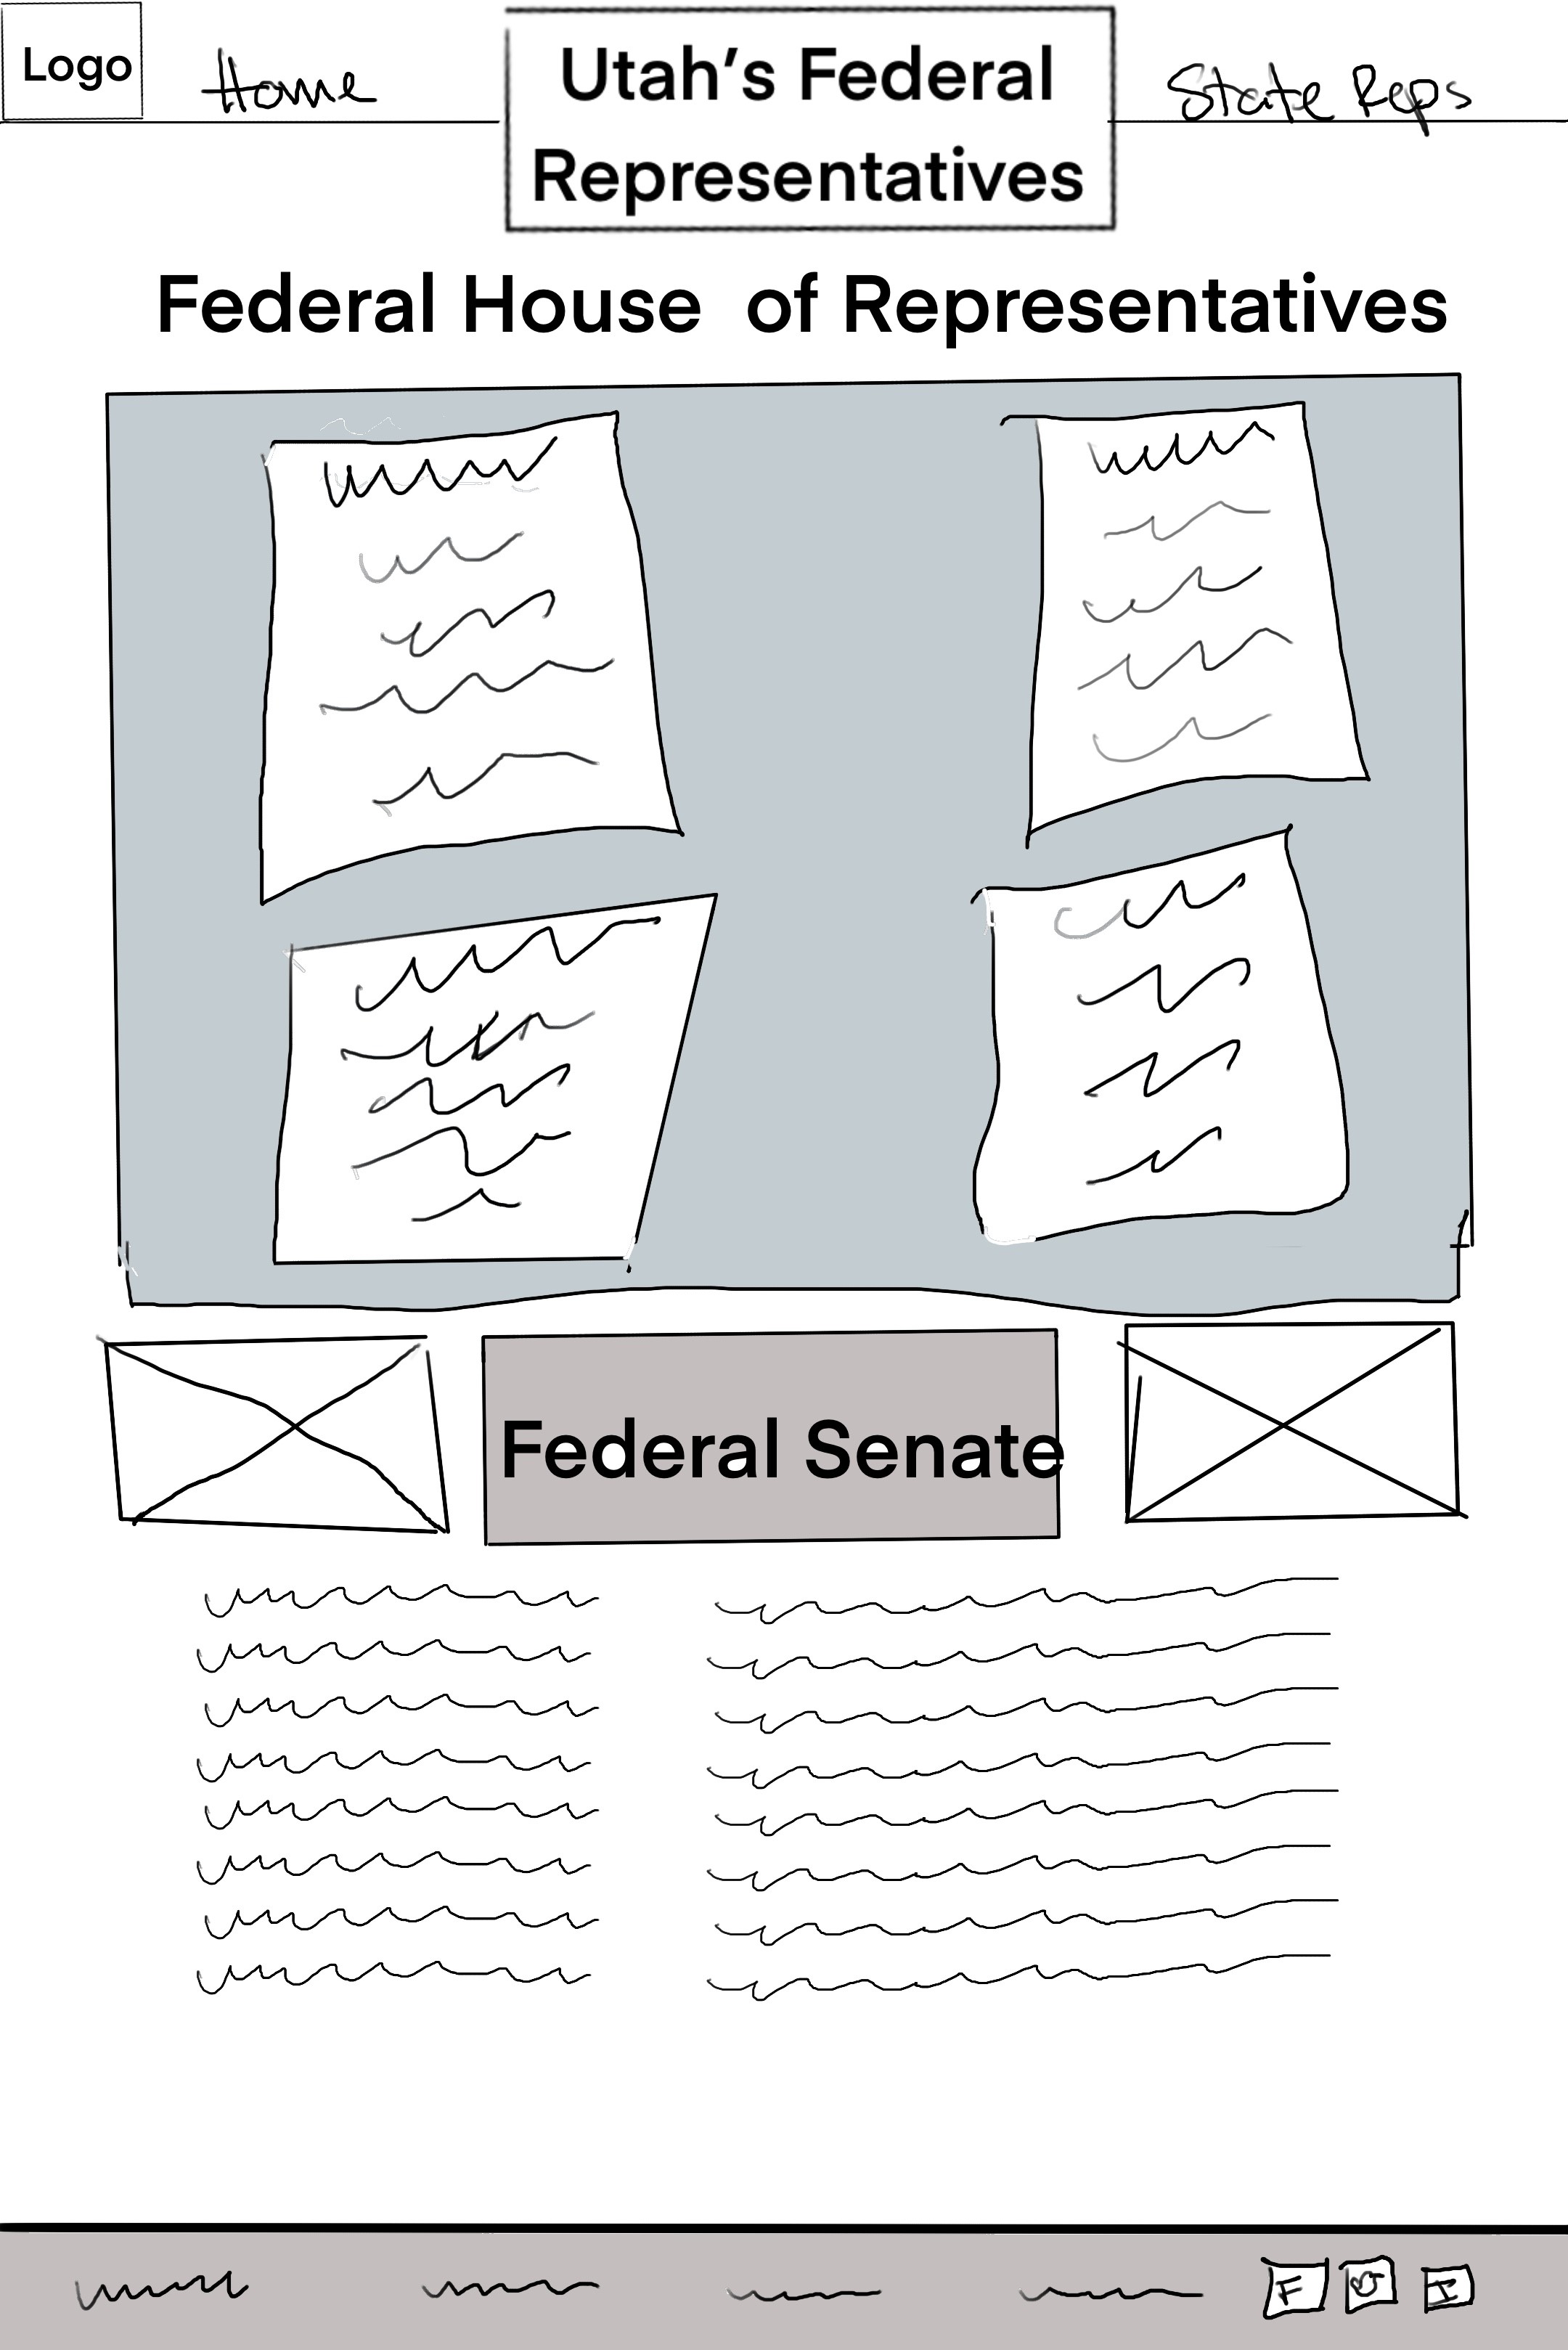 Logo
Home
Utah's Federal
Representatives
State Reps
Federal House of Representatives
Federal Senate
F
I